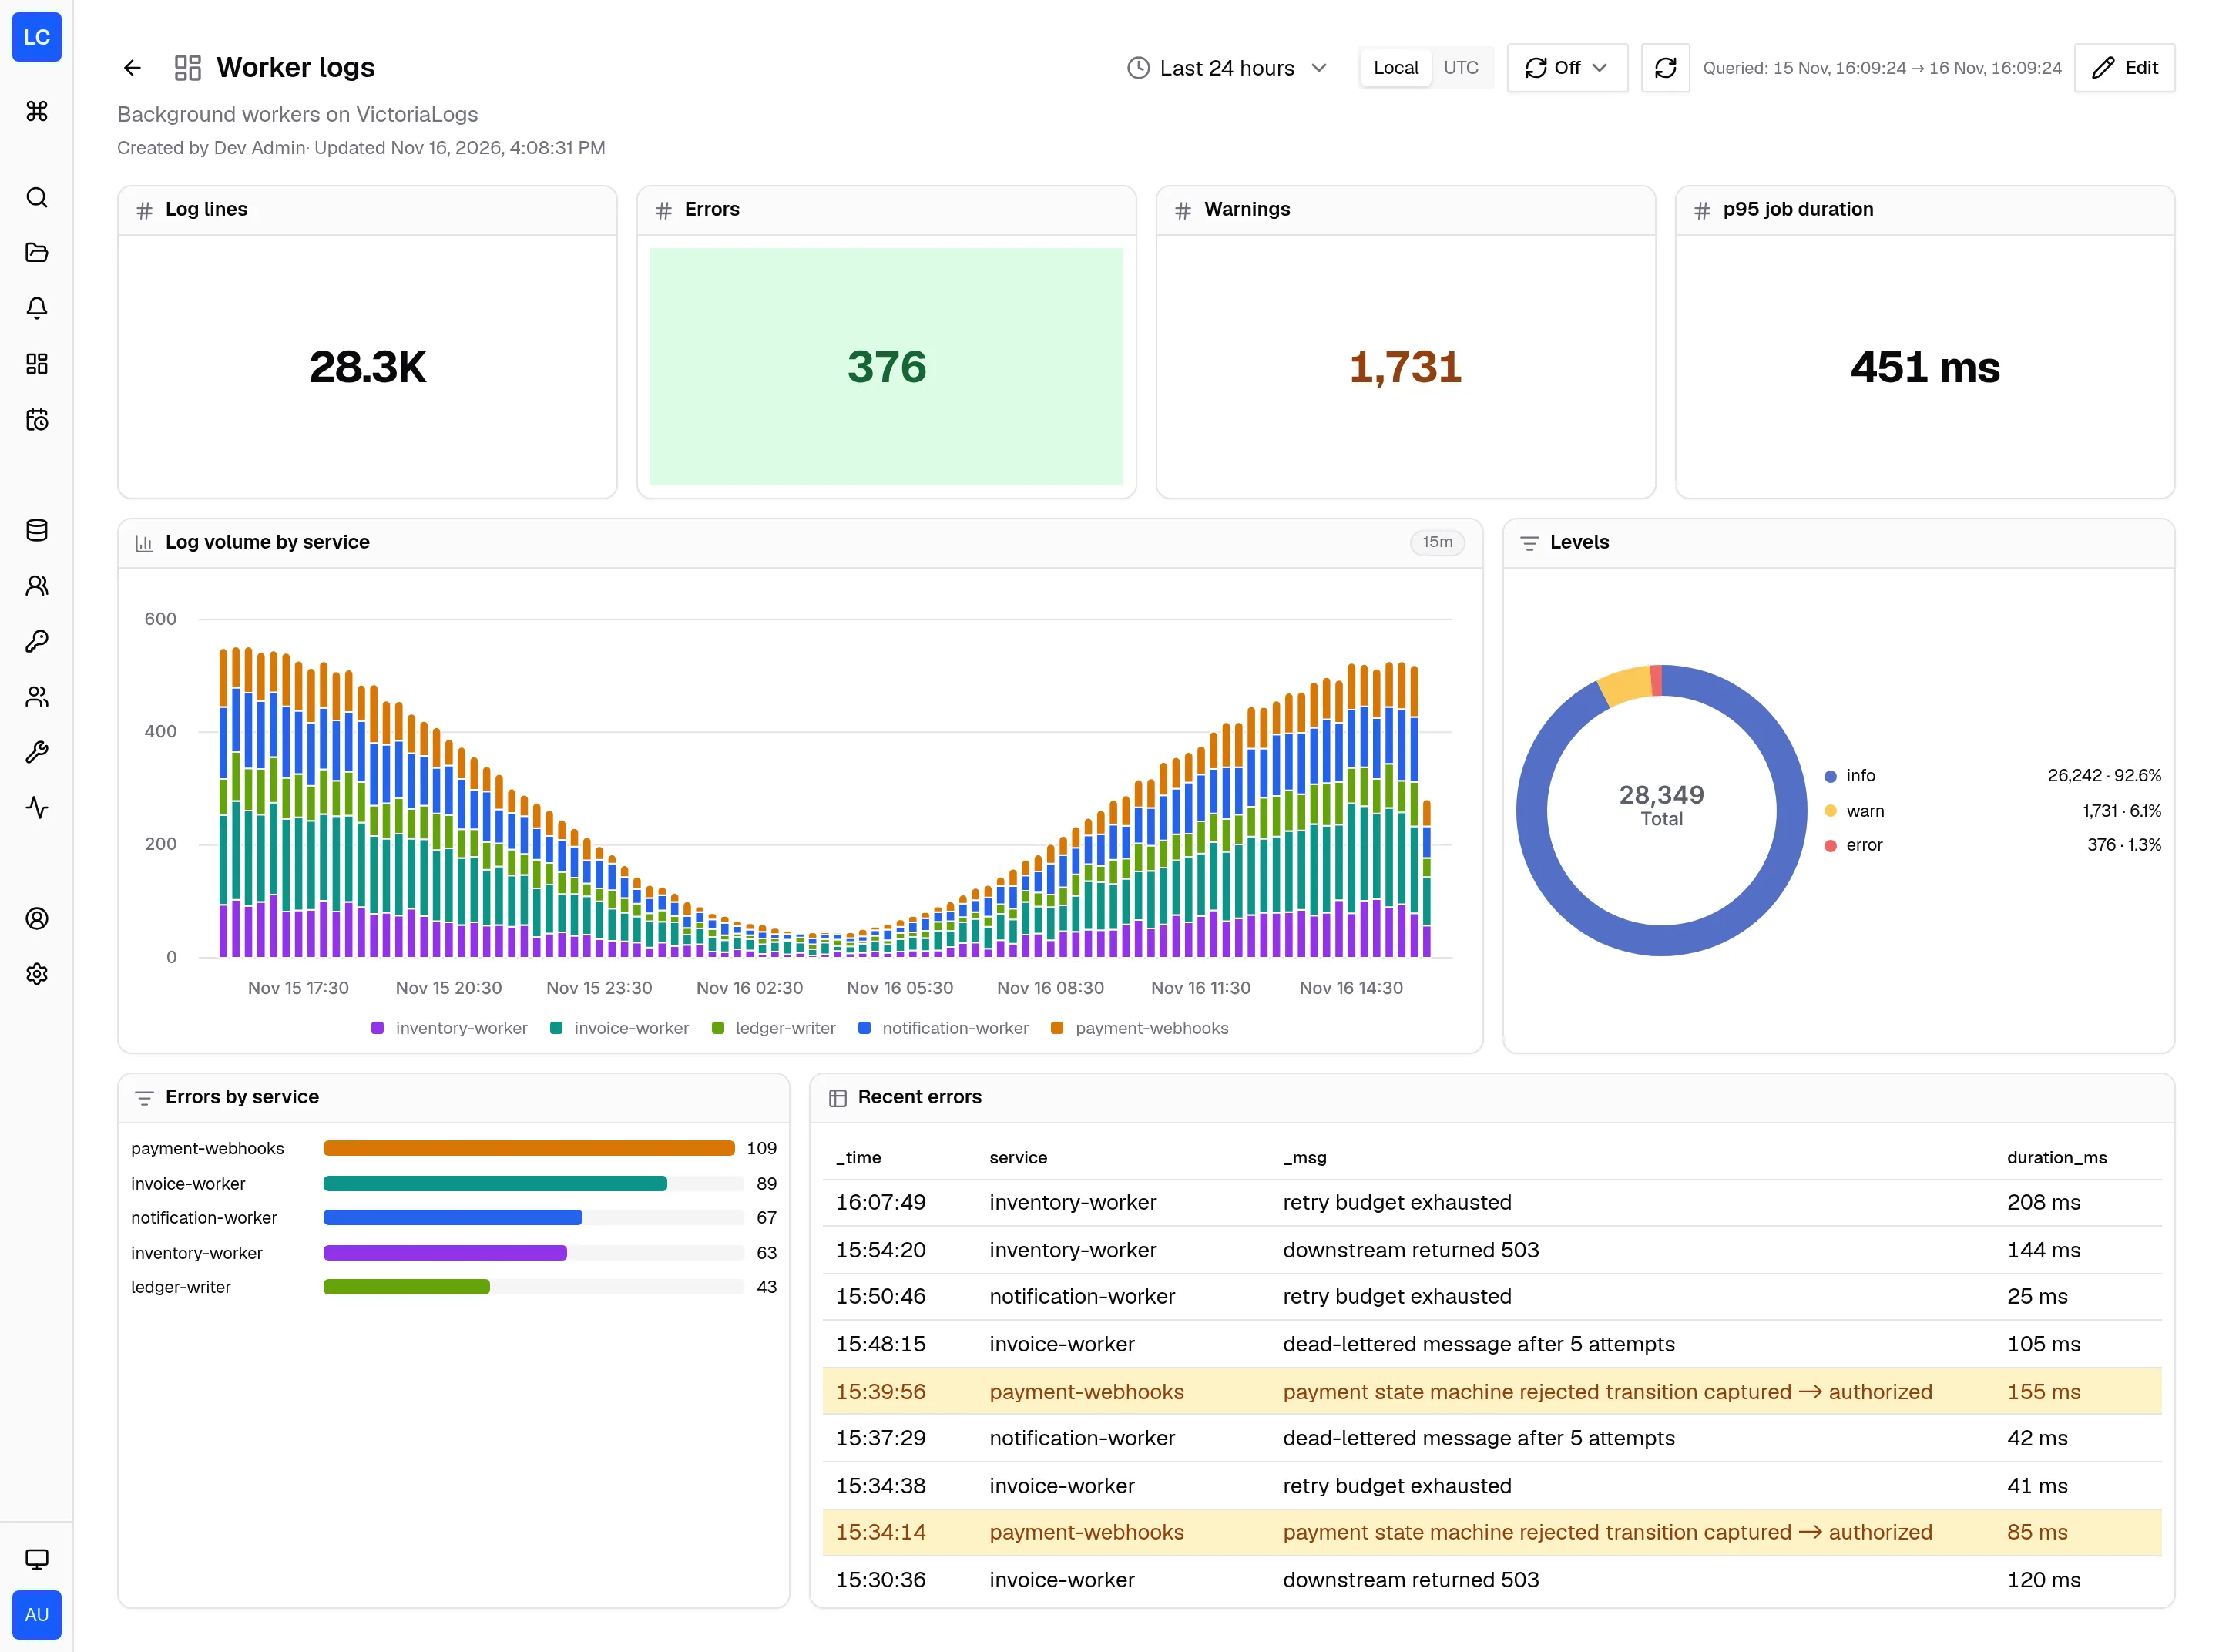 LC
Worker logs
Last 24 hours
Local
UTC
Off
Queried: 15 Nov, 16:09:24 → 16 Nov, 16:09:24
Edit
Background workers on VictoriaLogs
Created by Dev Admin· Updated Nov 16, 2026, 4:08:31 PM
Log lines
28.3K
Errors
376
Warnings
1,731
p95 job duration
451 ms
Log volume by service
15m
600
400
200
0
Nov 15 17:30
Nov 15 20:30
Nov 15 23:30
Nov 16 02:30
Nov 16 05:30
Nov 16 08:30
Nov 16 11:30
Nov 16 14:30
inventory-worker
invoice-worker
ledger-writer
notification-worker
payment-webhooks
Levels
28,349
Total
info 26,242 · 92.6%
warn 1,731 · 6.1%
error 376 · 1.3%
Errors by service
payment-webhooks 109
invoice-worker 89
notification-worker 67
inventory-worker 63
ledger-writer 43
Recent errors
_time service _msg duration_ms
16:07:49 inventory-worker retry budget exhausted 208 ms
15:54:20 inventory-worker downstream returned 503 144 ms
15:50:46 notification-worker retry budget exhausted 25 ms
15:48:15 invoice-worker dead-lettered message after 5 attempts 105 ms
15:39:56 payment-webhooks payment state machine rejected transition captured → authorized 155 ms
15:37:29 notification-worker dead-lettered message after 5 attempts 42 ms
15:34:38 invoice-worker retry budget exhausted 41 ms
15:34:14 payment-webhooks payment state machine rejected transition captured → authorized 85 ms
15:30:36 invoice-worker downstream returned 503 120 ms
AU